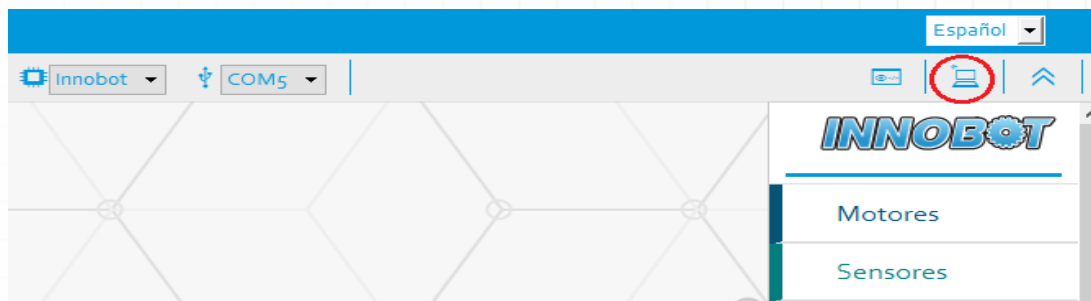 Español
Innobot COM5
INNOBOT
Motores
Sensores